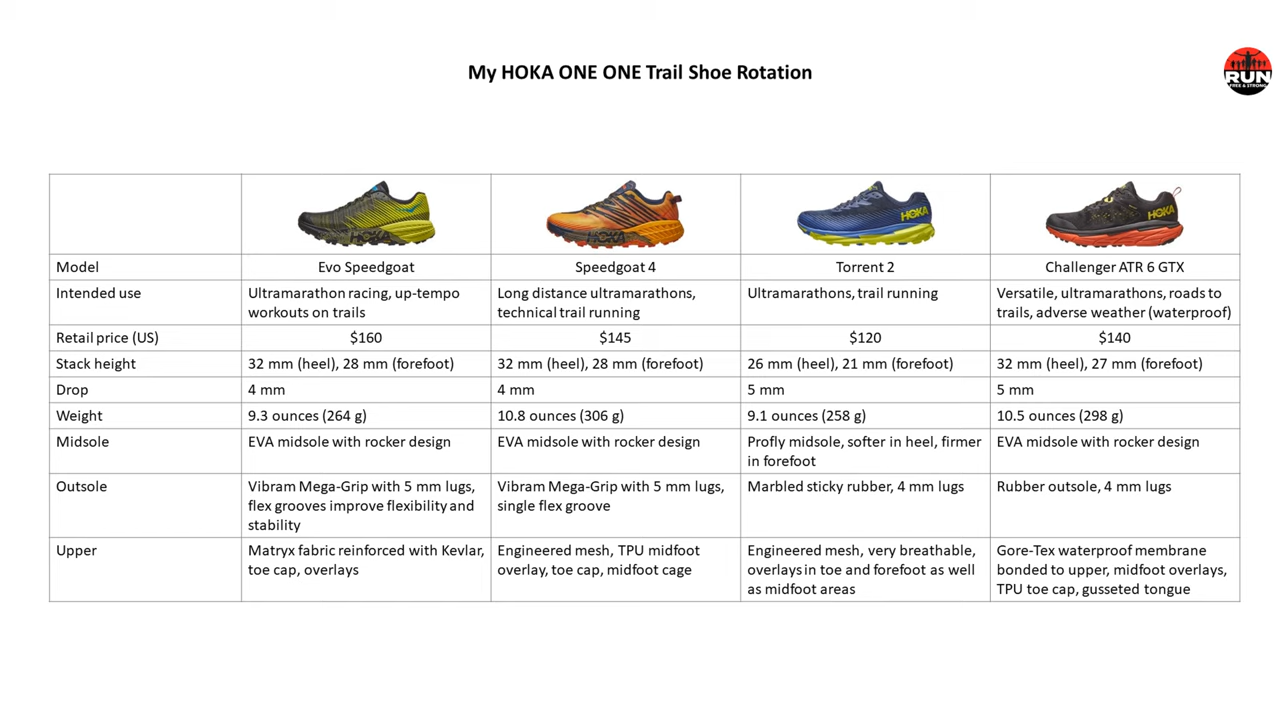 My HOKA ONE ONE Trail Shoe Rotation
RUN
FREE & STRONG
HOKA
HOKA
HOKA
HOKA
Model
Evo Speedgoat
Speedgoat 4
Torrent 2
Challenger ATR 6 GTX
Intended use
Ultramarathon racing, up-tempo
workouts on trails
Long distance ultramarathons,
technical trail running
Ultramarathons, trail running
Versatile, ultramarathons, roads to
trails, adverse weather (waterproof)
Retail price (US)
$160
$145
$120
$140
Stack height
32 mm (heel), 28 mm (forefoot)
32 mm (heel), 28 mm (forefoot)
26 mm (heel), 21 mm (forefoot)
32 mm (heel), 27 mm (forefoot)
Drop
4 mm
4 mm
5 mm
5 mm
Weight
9.3 ounces (264 g)
10.8 ounces (306 g)
9.1 ounces (258 g)
10.5 ounces (298 g)
Midsole
EVA midsole with rocker design
EVA midsole with rocker design
Profly midsole, softer in heel, firmer
in forefoot
EVA midsole with rocker design
Outsole
Vibram Mega-Grip with 5 mm lugs,
flex grooves improve flexibility and
stability
Vibram Mega-Grip with 5 mm lugs,
single flex groove
Marbled sticky rubber, 4 mm lugs
Rubber outsole, 4 mm lugs
Upper
Matryx fabric reinforced with Kevlar,
toe cap, overlays
Engineered mesh, TPU midfoot
overlay, toe cap, midfoot cage
Engineered mesh, very breathable,
overlays in toe and forefoot as well
as midfoot areas
Gore-Tex waterproof membrane
bonded to upper, midfoot overlays,
TPU toe cap, gusseted tongue